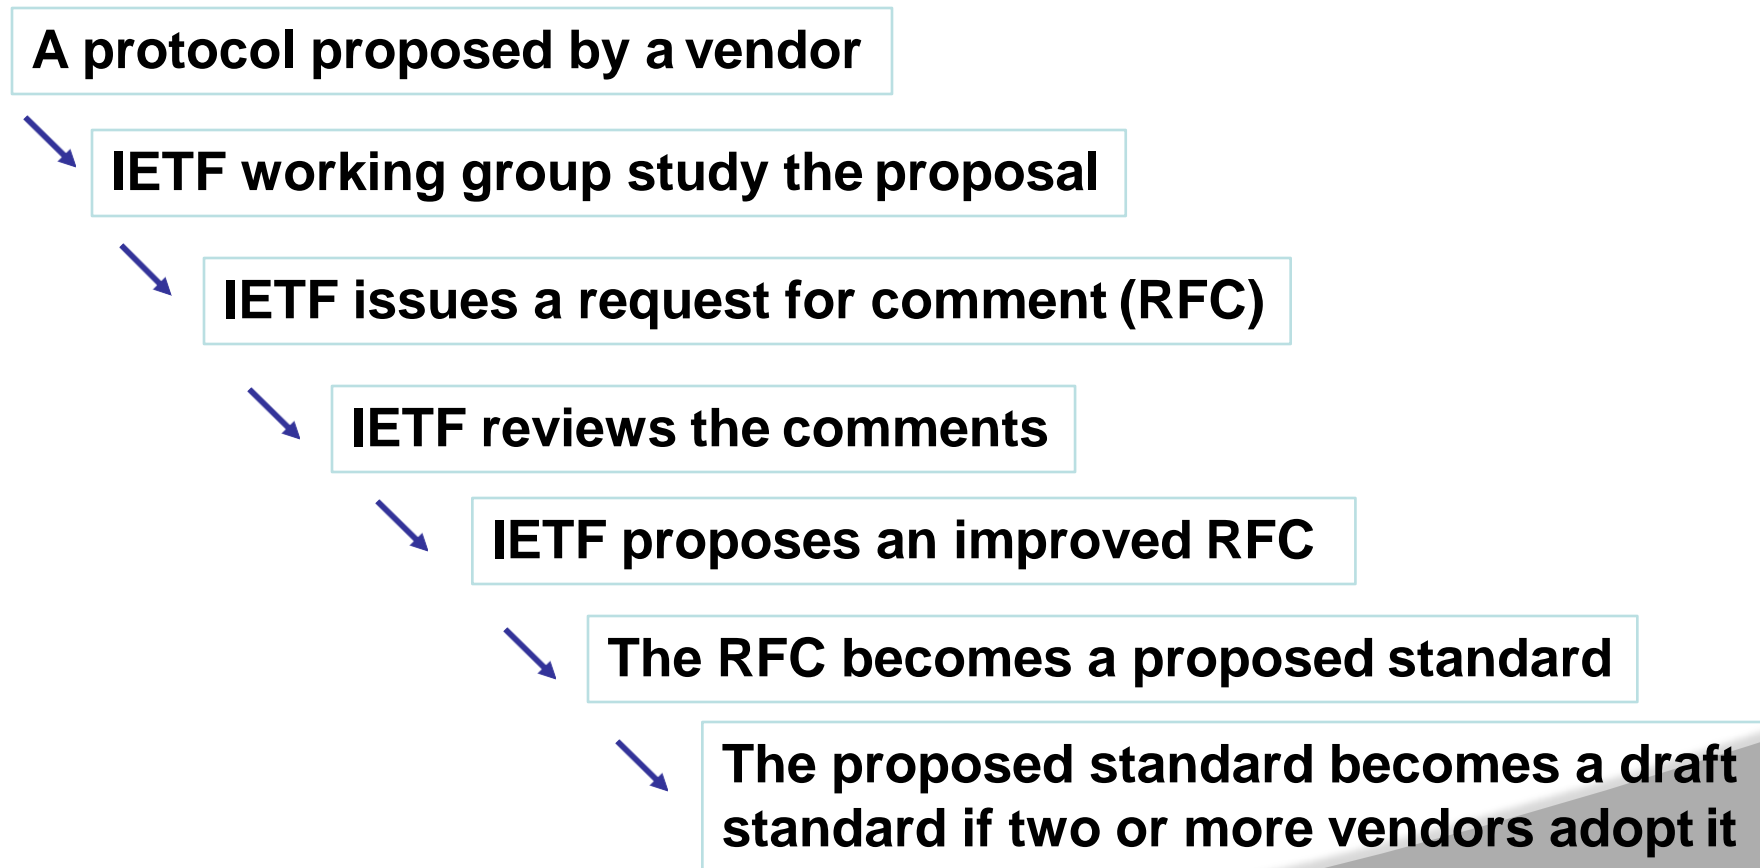 A protocol proposed by a vendor
IETF working group study the proposal
IETF issues a request for comment (RFC)
IETF reviews the comments
IETF proposes an improved RFC
The RFC becomes a proposed standard
The proposed standard becomes a draft
standard if two or more vendors adopt it